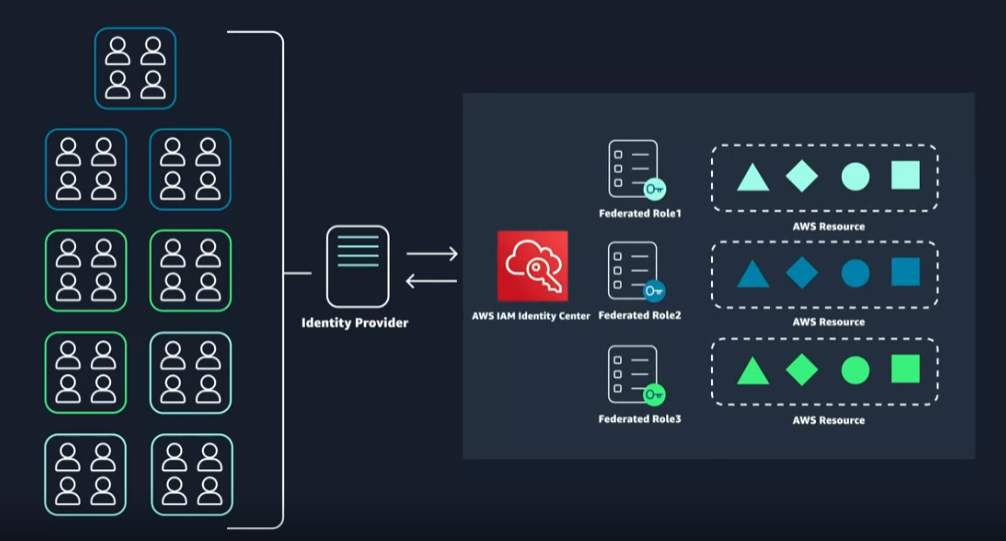 Federated Role1
AWS Resource
Identity Provider
AWS IAM Identity Center
Federated Role2
AWS Resource
Federated Role3
AWS Resource